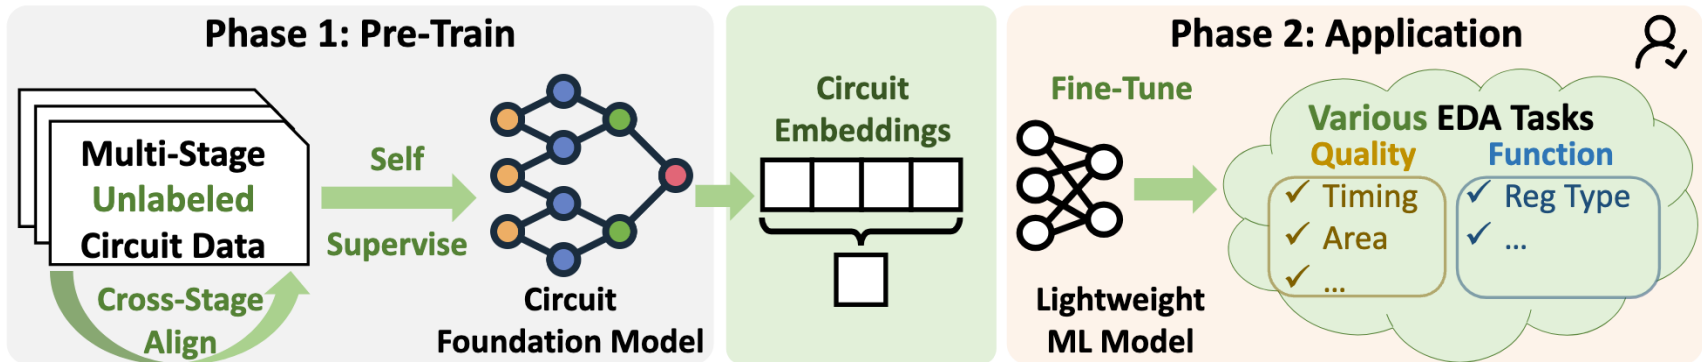 Phase 1: Pre-Train
Multi-Stage
Unlabeled
Circuit Data
Cross-Stage
Align
Self
Supervise
Circuit
Foundation Model
Circuit
Embeddings
Phase 2: Application
Fine-Tune
Lightweight
ML Model
Various EDA Tasks
Quality
✓ Timing
✓ Area
✓ ...
Function
✓ Reg Type
✓ ...